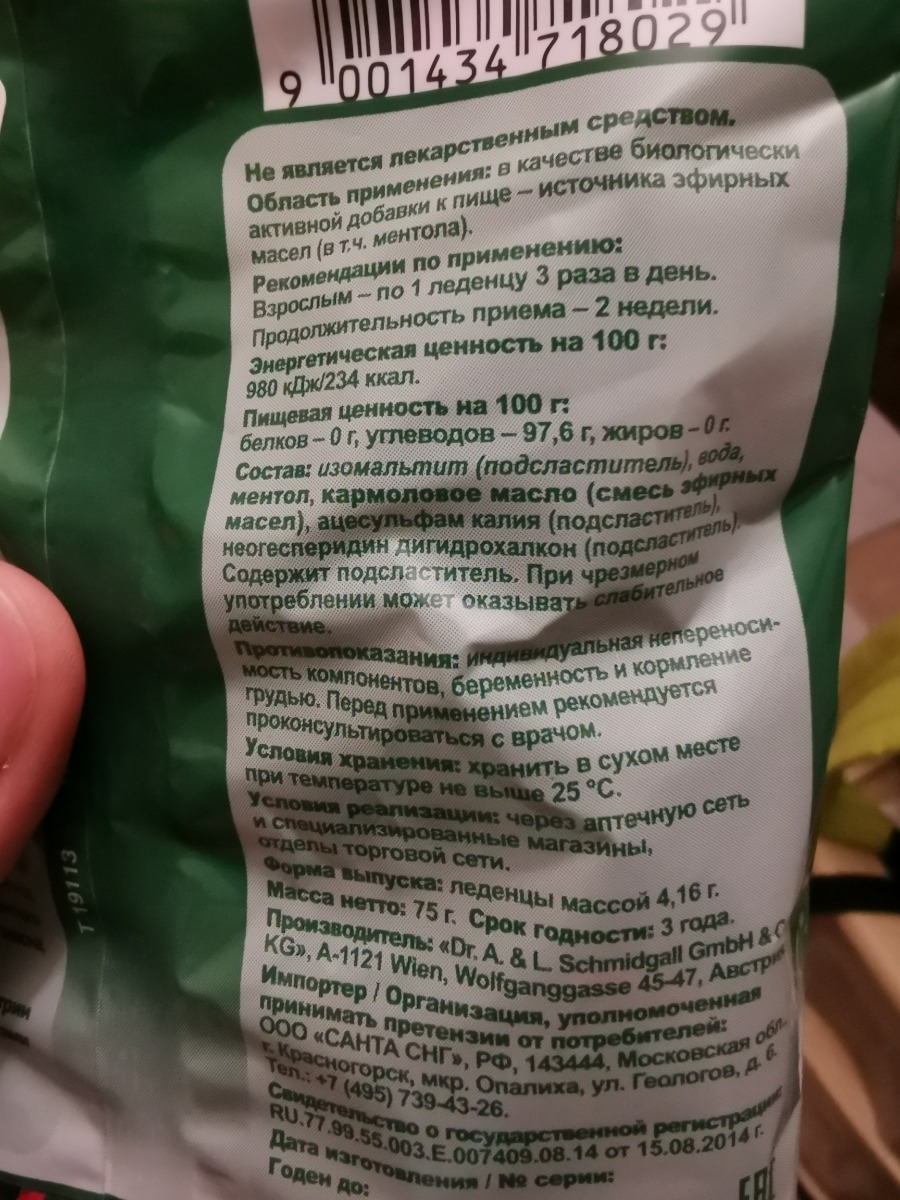 9 001434 718029
Не является лекарственным средством.
Область применения: в качестве биологически
активной добавки к пище – источника эфирных
масел (в т.ч. ментола).
Рекомендации по применению:
Взрослым – по 1 леденцу 3 раза в день.
Продолжительность приема – 2 недели.
Энергетическая ценность на 100 г:
980 кДж/234 ккал.
Пищевая ценность на 100 г:
белков – 0 г, углеводов – 97,6 г, жиров – 0 г.
Состав: изомальтит (подсластитель), вода,
ментол, кармоловое масло (смесь эфирных
масел), ацесульфам калия (подсластитель),
неогесперидин дигидрохалкон (подсластитель).
Содержит подсластитель. При чрезмерном
употреблении может оказывать слабительное
действие.
Противопоказания: индивидуальная непереноси-
мость компонентов, беременность и кормление
грудью. Перед применением рекомендуется
проконсультироваться с врачом.
Условия хранения: хранить в сухом месте
при температуре не выше 25 °C.
Условия реализации: через аптечную сеть
и специализированные магазины,
отделы торговой сети.
Форма выпуска: леденцы массой 4,16 г.
Масса нетто: 75 г. Срок годности: 3 года.
Производитель: «Dr. A. & L. Schmidgall GmbH &
KG», A-1121 Wien, Wolfganggasse 45-47,
Импортер / Организация, уполномоченная
принимать претензии от потребителей:
ООО «САНТА СНГ», РФ, 143444, Московская обл.,
г. Красногорск, мкр. Опалиха, ул. Геологов, д. 6.
Тел.: +7 (495) 739-43-26.
Свидетельство о государственной регистрации:
RU.77.99.55.003.E.007409.08.14 от 15.08.2014 г.
Дата изготовления / № серии:
Годен до:
EAC
T19113